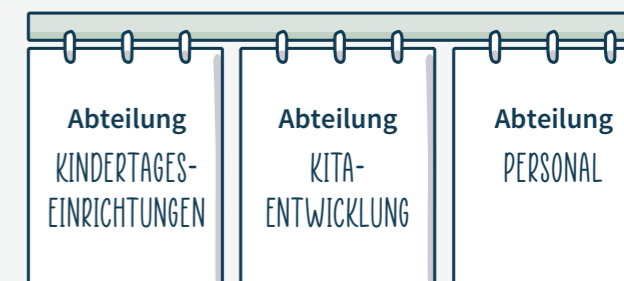 Abteilung
KINDERTAGES-
EINRICHTUNGEN
Abteilung
KITA-
ENTWICKLUNG
Abteilung
PERSONAL